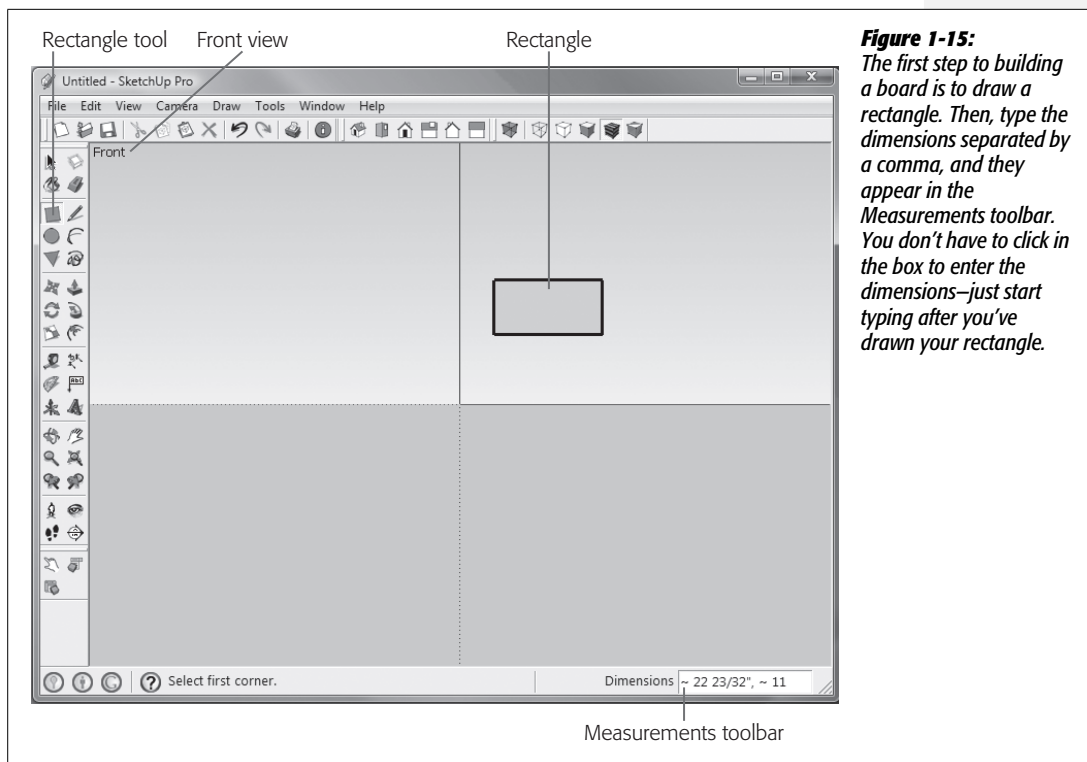 Rectangle tool
Front view
Rectangle
Untitled - SketchUp Pro
File Edit View Camera Draw Tools Window Help
Front
Abc
Select first corner.
Dimensions ~ 22 23/32", ~ 11
Measurements toolbar
Figure 1-15:
The first step to building
a board is to draw a
rectangle. Then, type the
dimensions separated by
a comma, and they
appear in the
Measurements toolbar.
You don't have to click in
the box to enter the
dimensions—just start
typing after you've
drawn your rectangle.